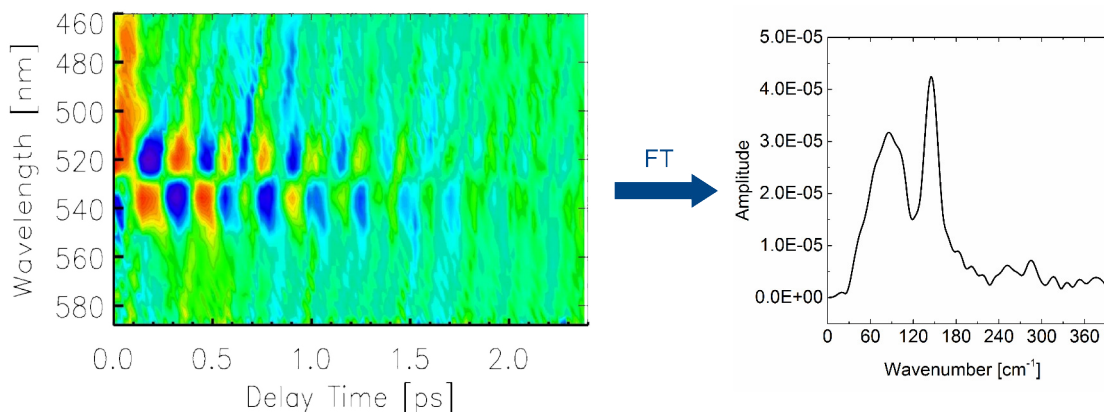 460
480
500
520
540
560
580
Wavelength [nm]
0.0 0.5 1.0 1.5 2.0
Delay Time [ps]
FT
5.0E-05
4.0E-05
3.0E-05
2.0E-05
1.0E-05
0.0E+00
Amplitude
0 60 120 180 240 300 360
Wavenumber [cm⁻¹]